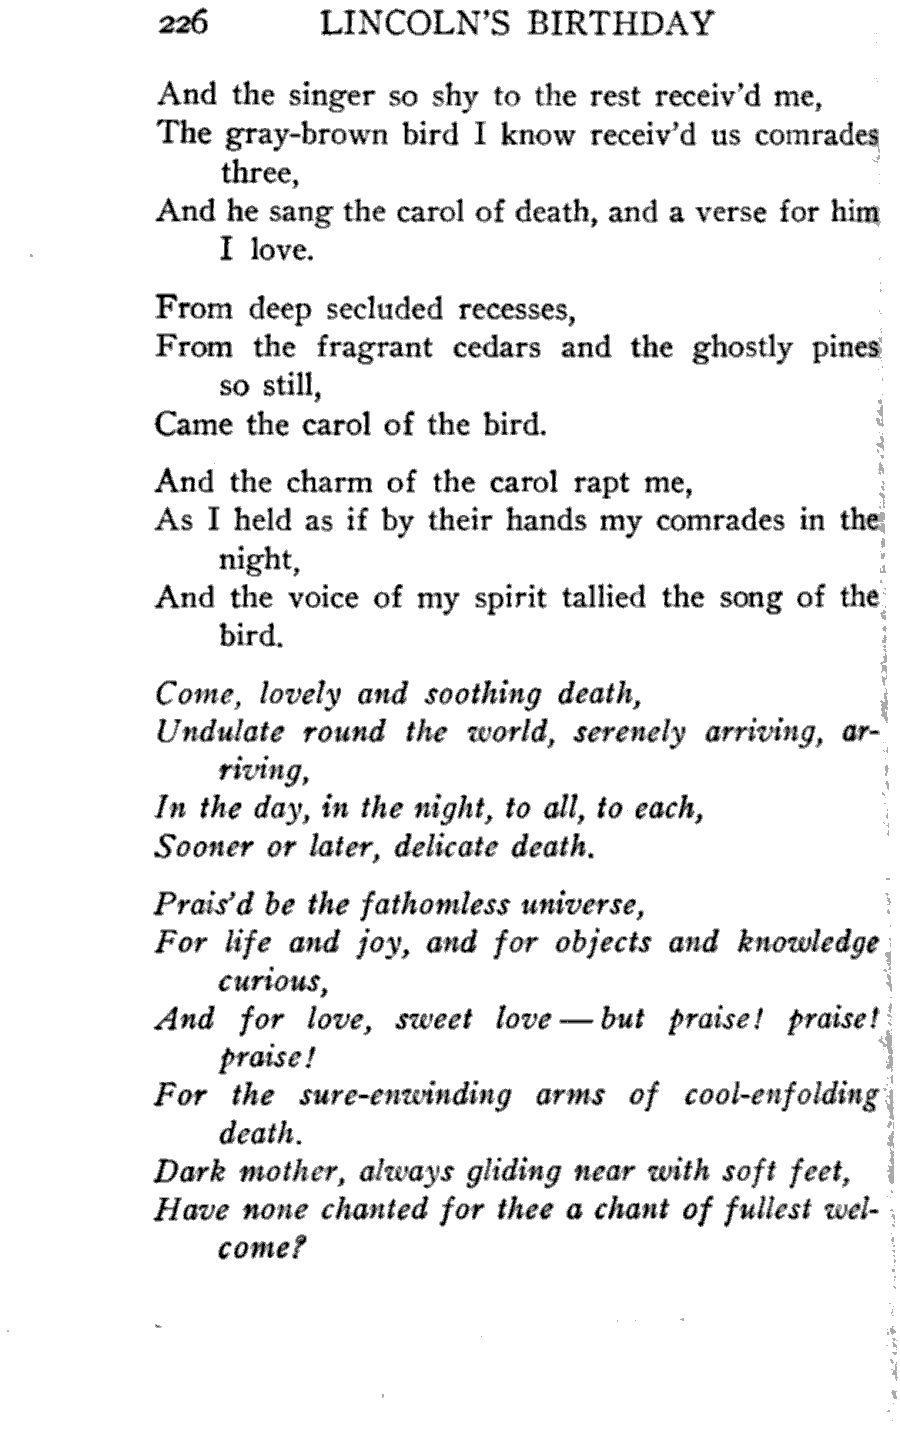 226 LINCOLN'S BIRTHDAY
And the singer so shy to the rest receiv'd me,
The gray-brown bird I know receiv'd us comrades
three,
And he sang the carol of death, and a verse for him
I love.
From deep secluded recesses,
From the fragrant cedars and the ghostly pines
so still,
Came the carol of the bird.
And the charm of the carol rapt me,
As I held as if by their hands my comrades in the
night,
And the voice of my spirit tallied the song of the
bird.
Come, lovely and soothing death,
Undulate round the world, serenely arriving, ar-
riving,
In the day, in the night, to all, to each,
Sooner or later, delicate death.
Prais'd be the fathomless universe,
For life and joy, and for objects and knowledge
curious,
And for love, sweet love — but praise! praise!
praise!
For the sure-enwinding arms of cool-enfolding
death.
Dark mother, always gliding near with soft feet,
Have none chanted for thee a chant of fullest wel-
come?